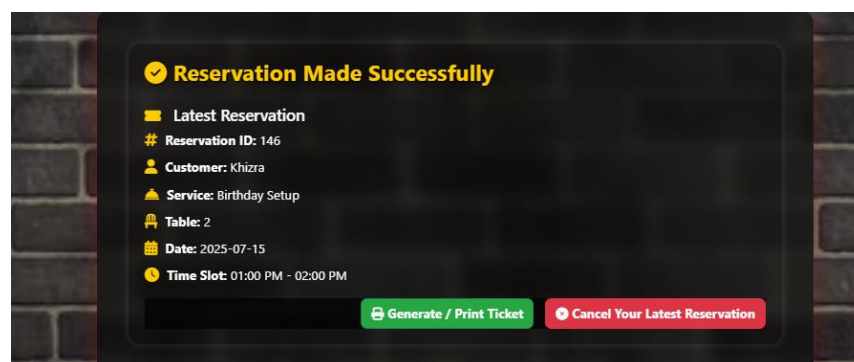 Reservation Made Successfully
Latest Reservation
# Reservation ID: 146
Customer: Khizra
Service: Birthday Setup
Table: 2
Date: 2025-07-15
Time Slot: 01:00 PM - 02:00 PM
Generate / Print Ticket Cancel Your Latest Reservation